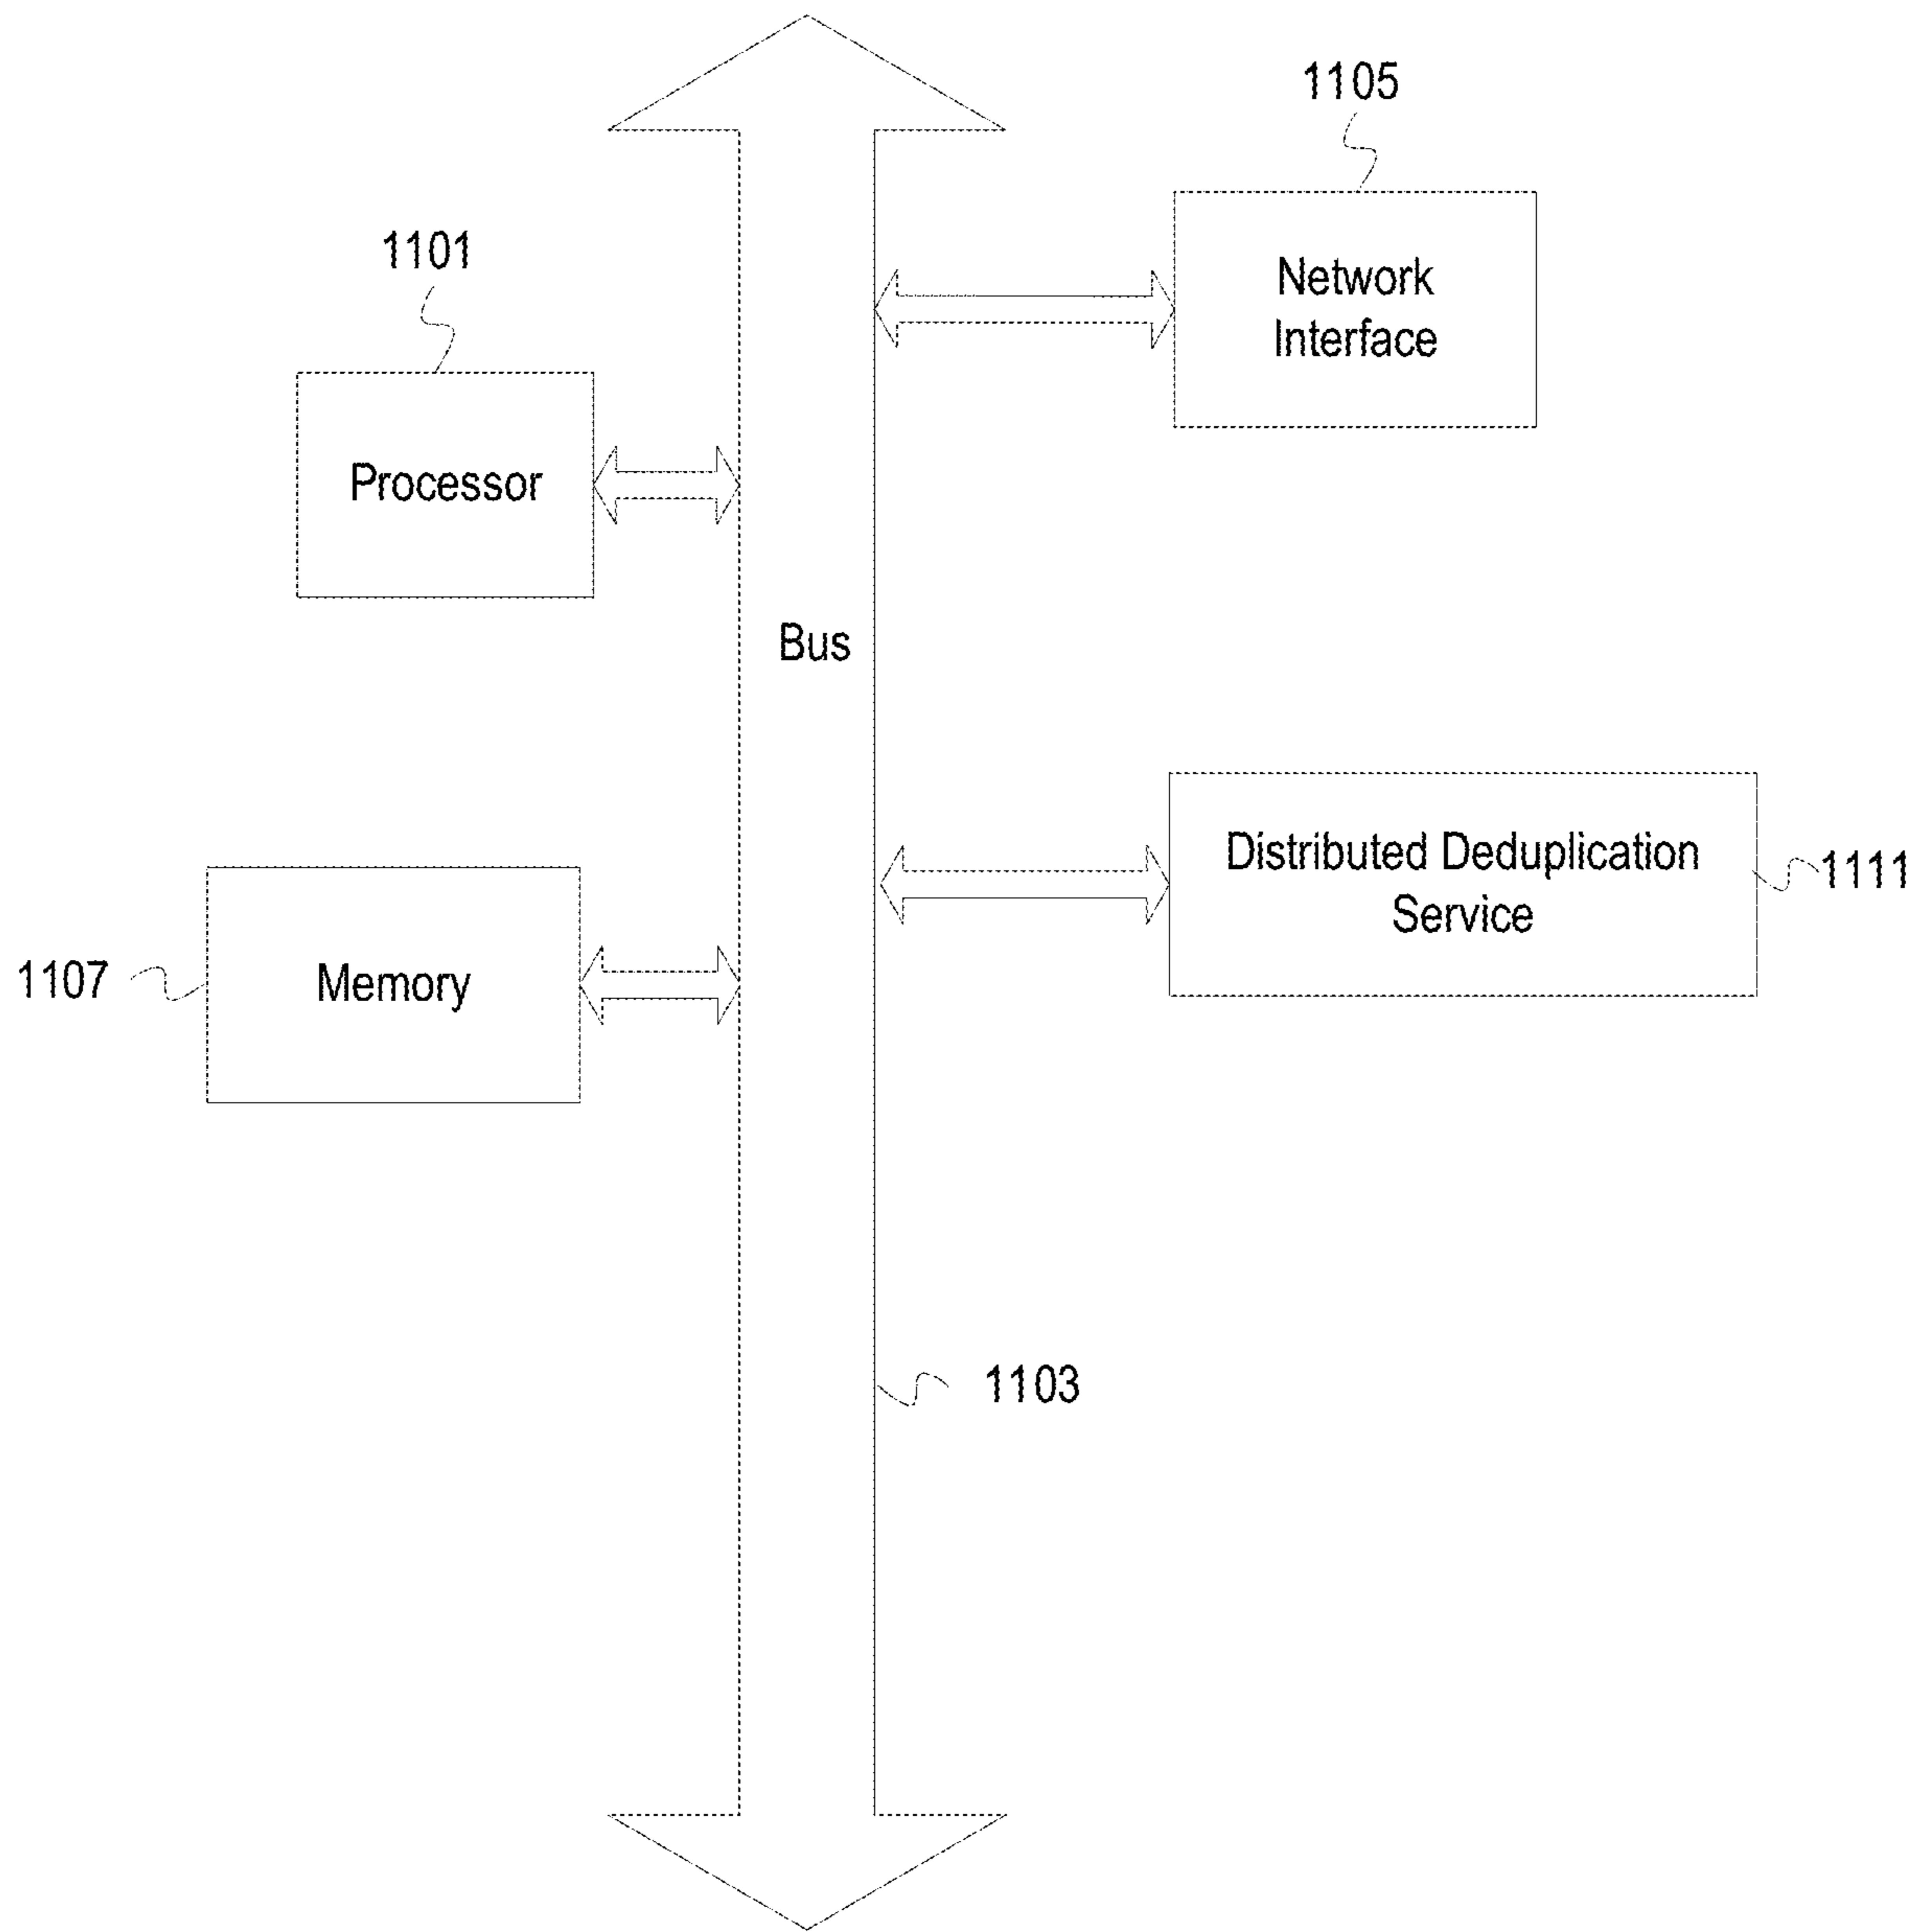 1105
1101
Network
Interface
Processor
Bus
Distributed Deduplication
Service
1111
1107
Memory
1103